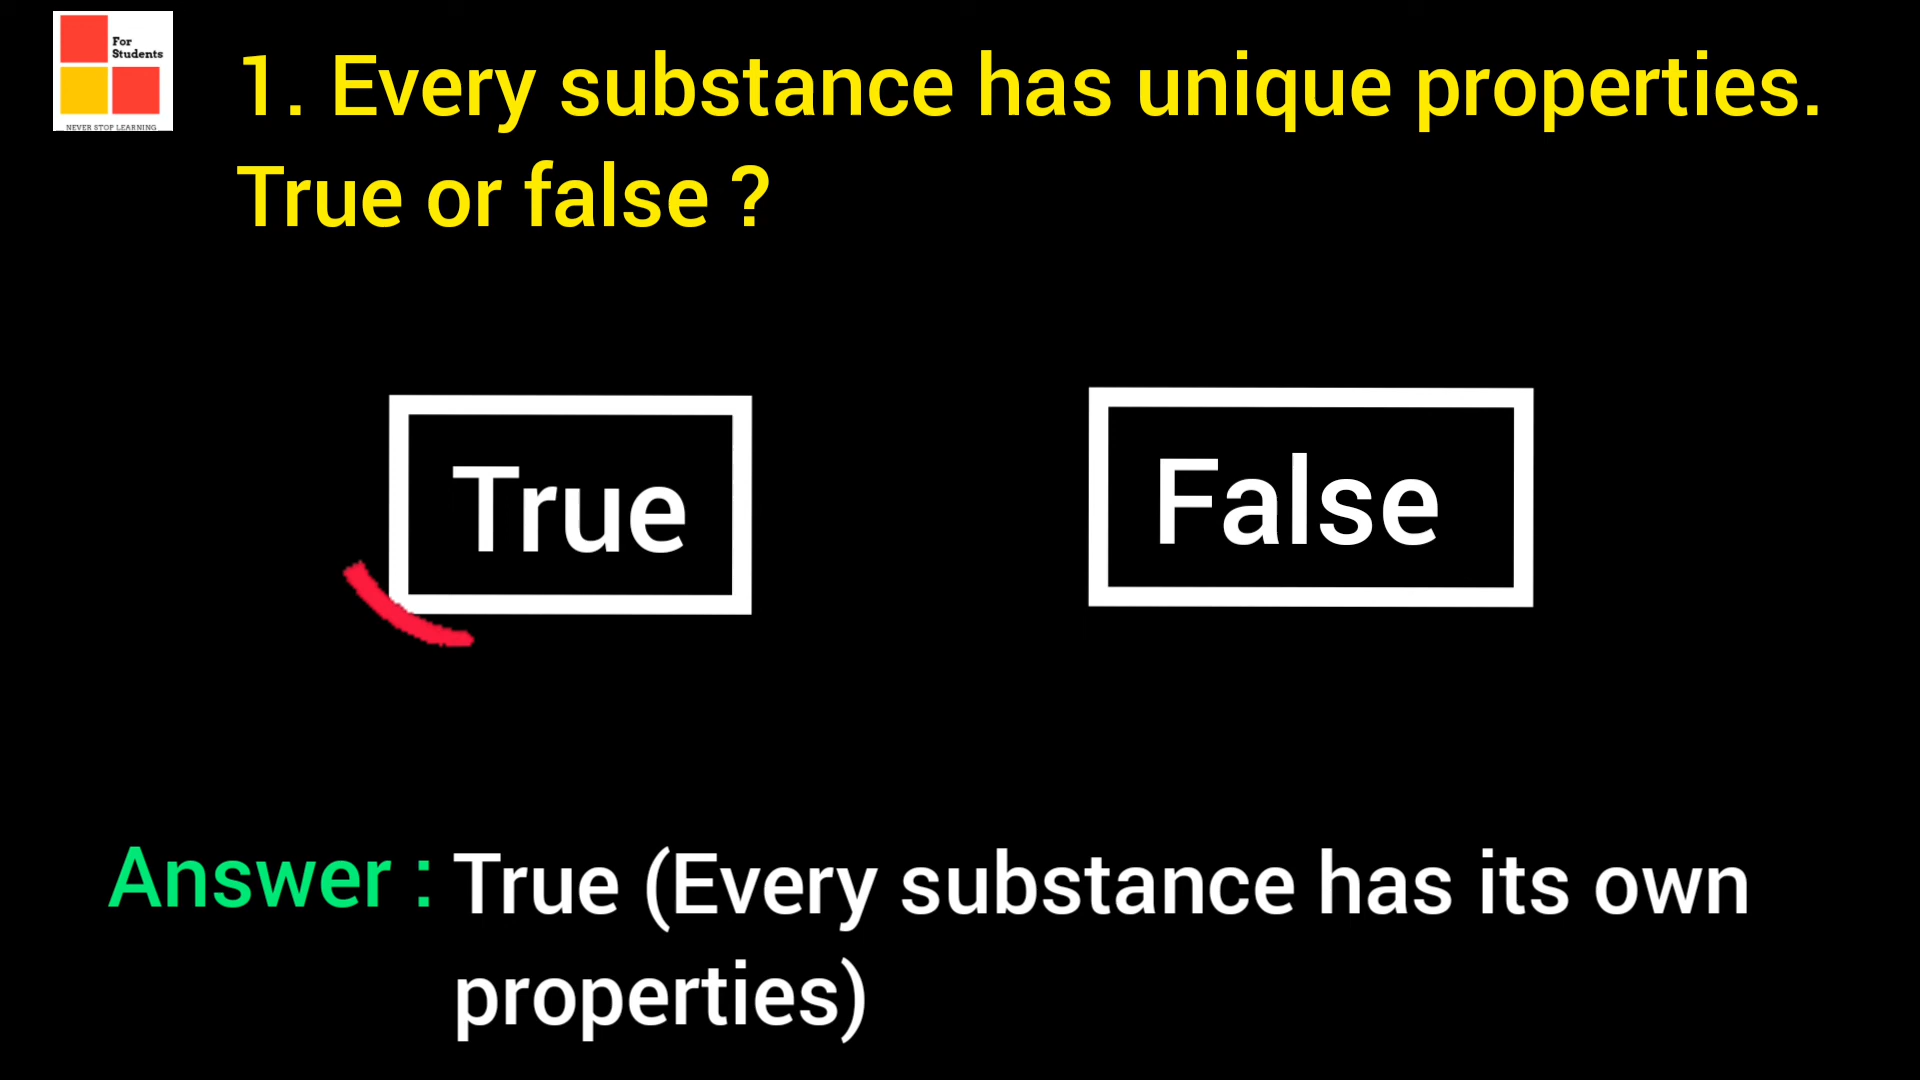 For
Students
NEVER STOP LEARNING
1. Every substance has unique properties.
True or false ?
True
False
Answer : True (Every substance has its own
properties)